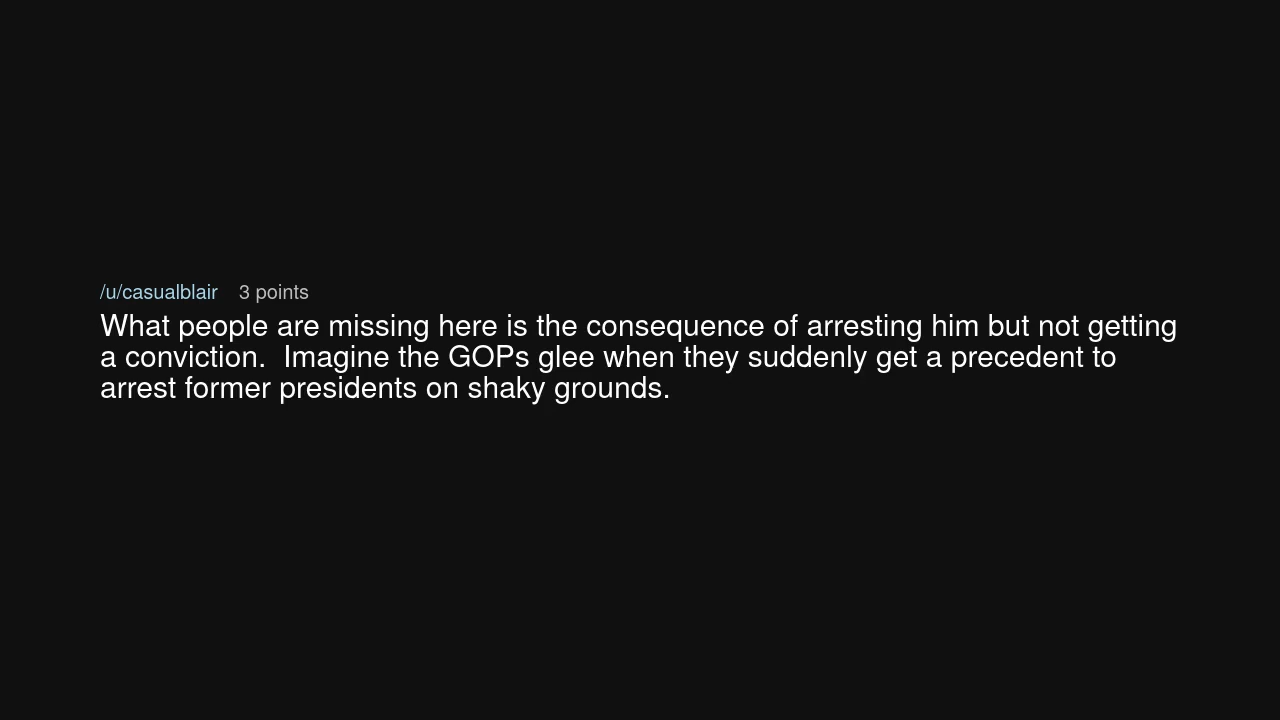 /u/casualblair 3 points
What people are missing here is the consequence of arresting him but not getting
a conviction.  Imagine the GOPs glee when they suddenly get a precedent to
arrest former presidents on shaky grounds.